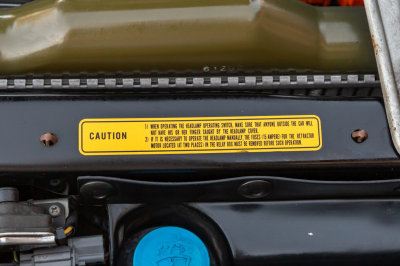 CAUTION
1) WHEN OPERATING THE HEADLAMP OPERATING SWITCH, MAKE SURE THAT ANYONE OUTSIDE THE CAR WILL
NOT HAVE HIS OR HER FINGER CAUGHT BY THE HEADLAMP COVER.
2) IF IT IS NECESSARY TO OPERATE THE HEADLAMP MANUALLY, THE FUSES (15 AMPERE) FOR THE RETRACTOR
MOTOR LOCATED (AT TWO PLACES) IN THE RELAY BOX MUST BE REMOVED BEFORE SUCH OPERATION.